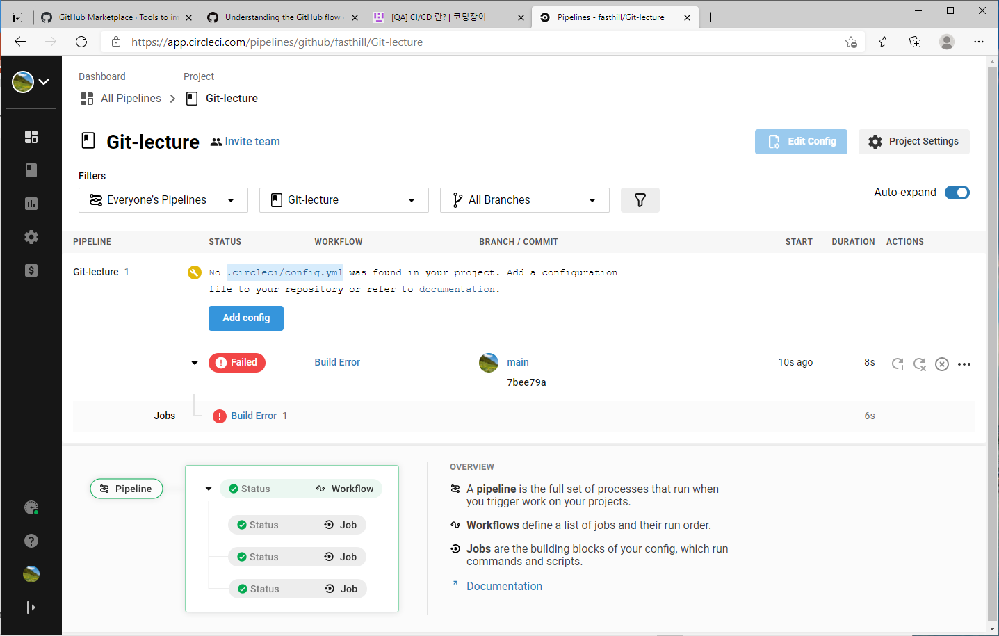 GitHub Marketplace · Tools to im
Understanding the GitHub flow
[QA] CI/CD 란? | 코딩장이
Pipelines - fasthill/Git-lecture
https://app.circleci.com/pipelines/github/fasthill/Git-lecture
Dashboard
Project
All Pipelines
Git-lecture
Git-lecture
Invite team
Edit Config
Project Settings
Filters
Everyone's Pipelines
Git-lecture
All Branches
Auto-expand
PIPELINE STATUS WORKFLOW BRANCH / COMMIT START DURATION ACTIONS
Git-lecture 1
No .circleci/config.yml was found in your project. Add a configuration
file to your repository or refer to documentation.
Add config
Failed Build Error main 10s ago 8s
7bee79a
Jobs Build Error 1 6s
Pipeline
Status Workflow
Status Job
Status Job
Status Job
OVERVIEW
A pipeline is the full set of processes that run when
you trigger work on your projects.
Workflows define a list of jobs and their run order.
Jobs are the building blocks of your config, which run
commands and scripts.
Documentation